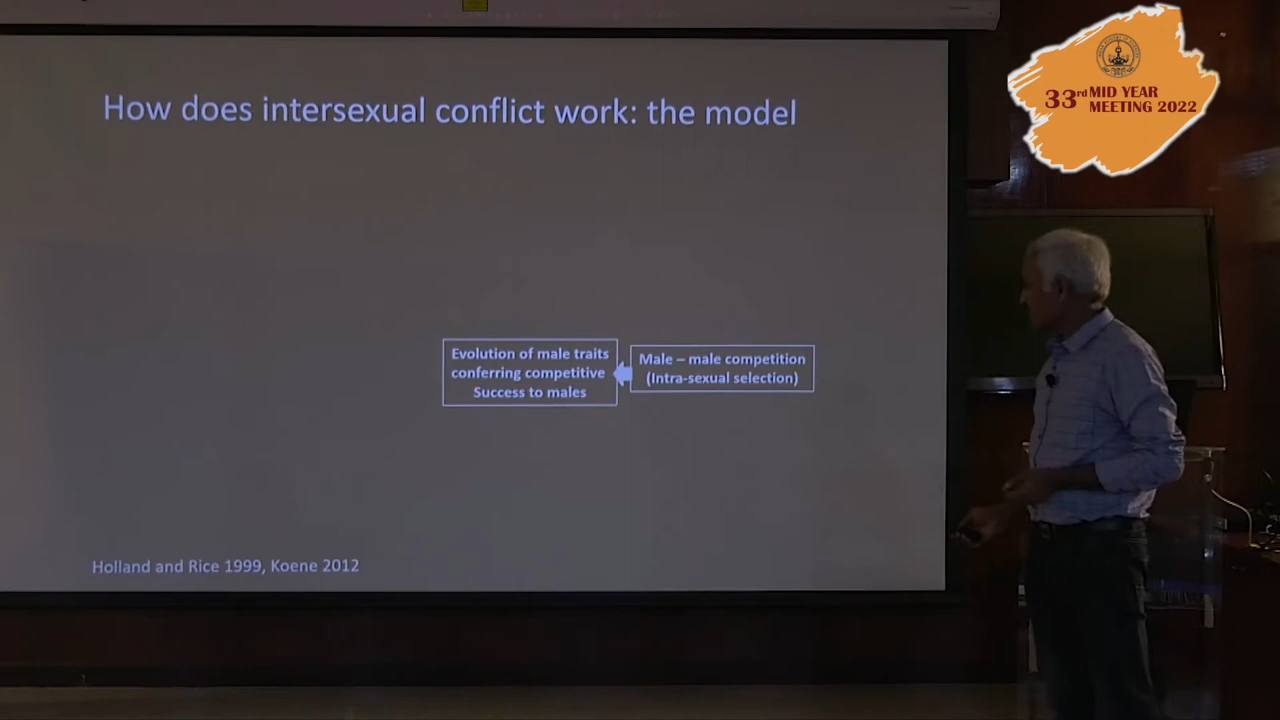 How does intersexual conflict work: the model
Evolution of male traits
conferring competitive
Success to males
Male – male competition
(Intra-sexual selection)
Holland and Rice 1999, Koene 2012
33rd MID YEAR
MEETING 2022